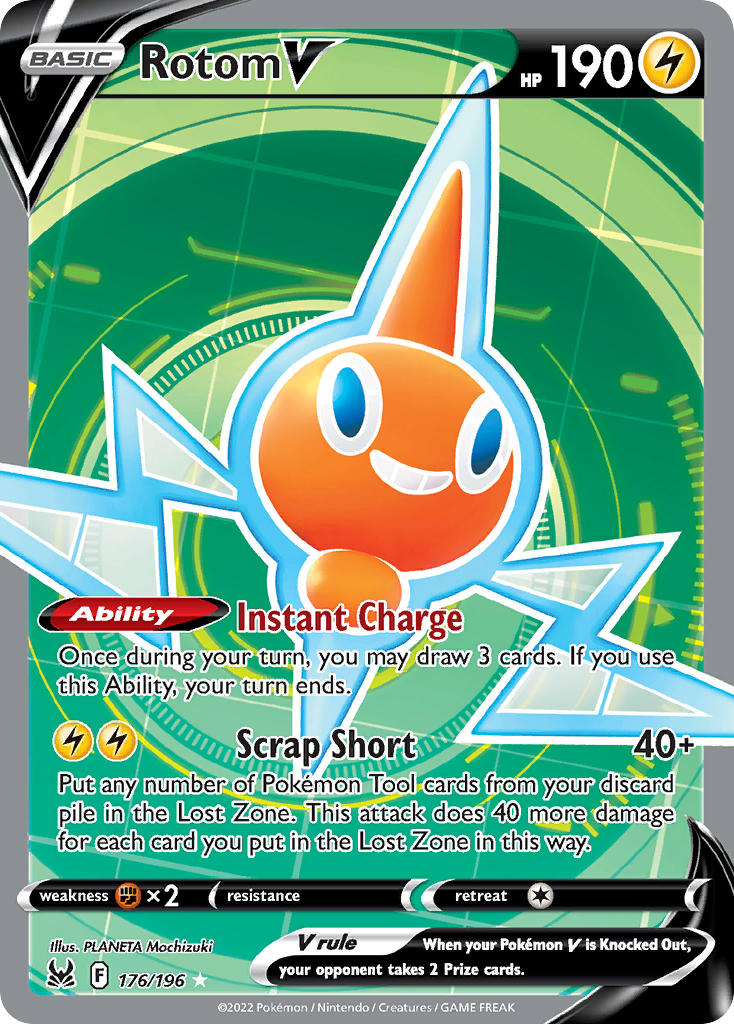 BASIC Rotom V HP 190
Ability Instant Charge
Once during your turn, you may draw 3 cards. If you use
this Ability, your turn ends.
Scrap Short 40+
Put any number of Pokémon Tool cards from your discard
pile in the Lost Zone. This attack does 40 more damage
for each card you put in the Lost Zone in this way.
weakness ×2 resistance retreat
Illus. PLANETA Mochizuki
V rule When your Pokémon V is Knocked Out,
your opponent takes 2 Prize cards.
F 176/196 ★
©2022 Pokémon / Nintendo / Creatures / GAME FREAK